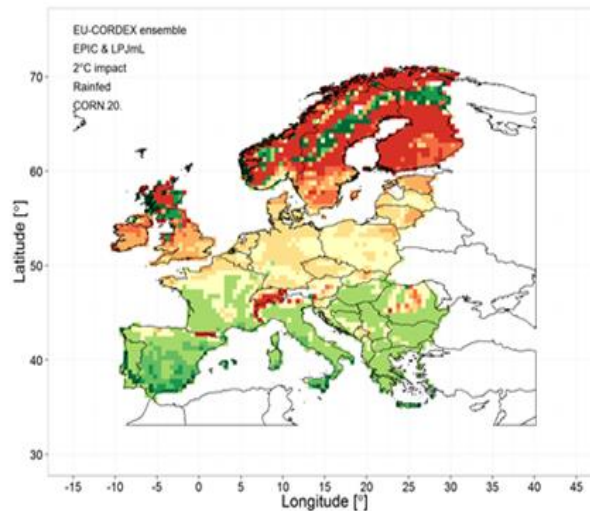 EU-CORDEX ensemble
EPIC & LPJmL
2°C impact
Rainfed
CORN.20.
70
60
50
40
30
Latitude [°]
-15 -10 -5 0 5 10 15 20 25 30 35 40 45
Longitude [°]